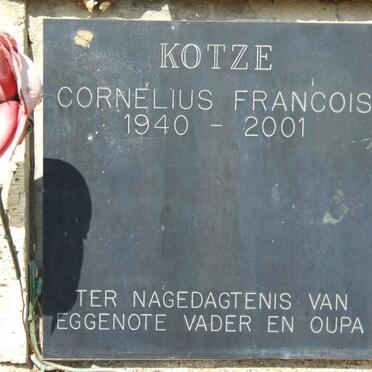 KOTZE
CORNELIUS FRANCOIS
1940 - 2001
TER NAGEDAGTENIS VAN
EGGENOTE VADER EN OUPA